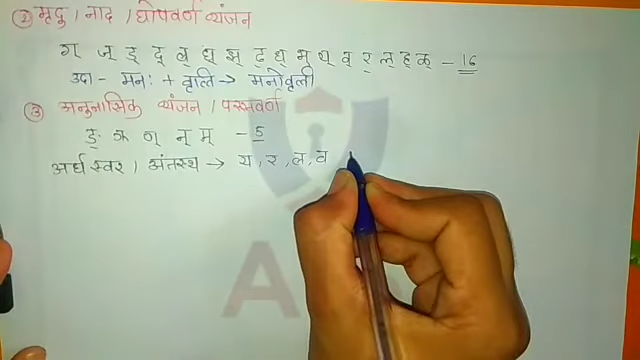 ② मृदु / नाद / घोषवर्ण व्यंजन
ग् ज् ड् द् ब् घ् झ् ढ् ध् भ् य् व् र् ल् ह् ळ् - 16
उदा - मनः + वृत्ति → मनोवृत्ती
③ अनुनासिक व्यंजन / परसवर्ण
ङ् ञ ण् न् म् - 5
अर्धस्वर / अंतस्थ → य, र, ल, व